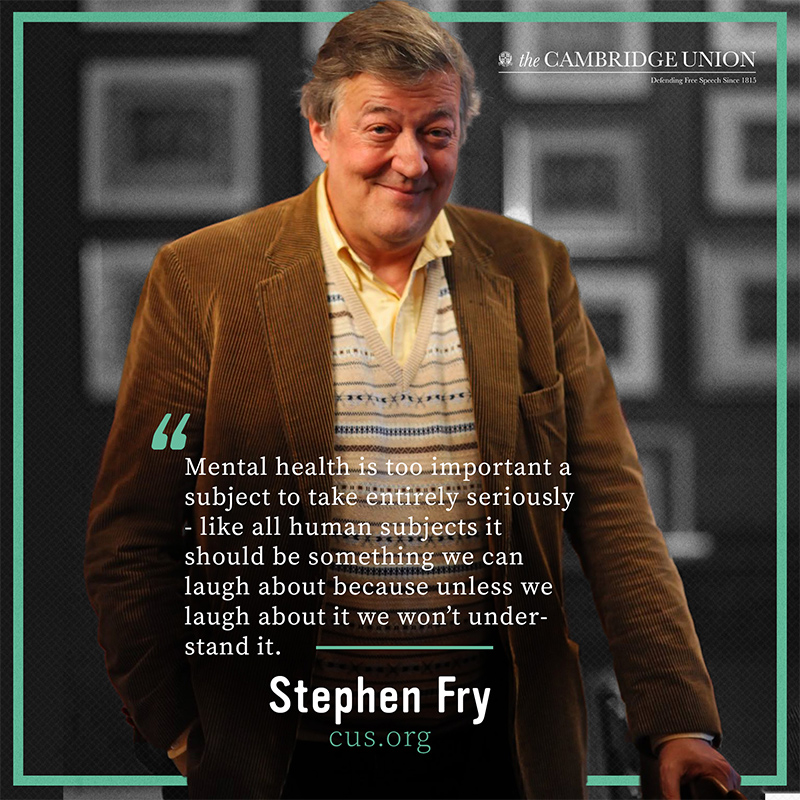 the CAMBRIDGE UNION
Defending Free Speech Since 1815
“
Mental health is too important a
subject to take entirely seriously
- like all human subjects it
should be something we can
laugh about because unless we
laugh about it we won’t under-
stand it.
Stephen Fry
cus.org